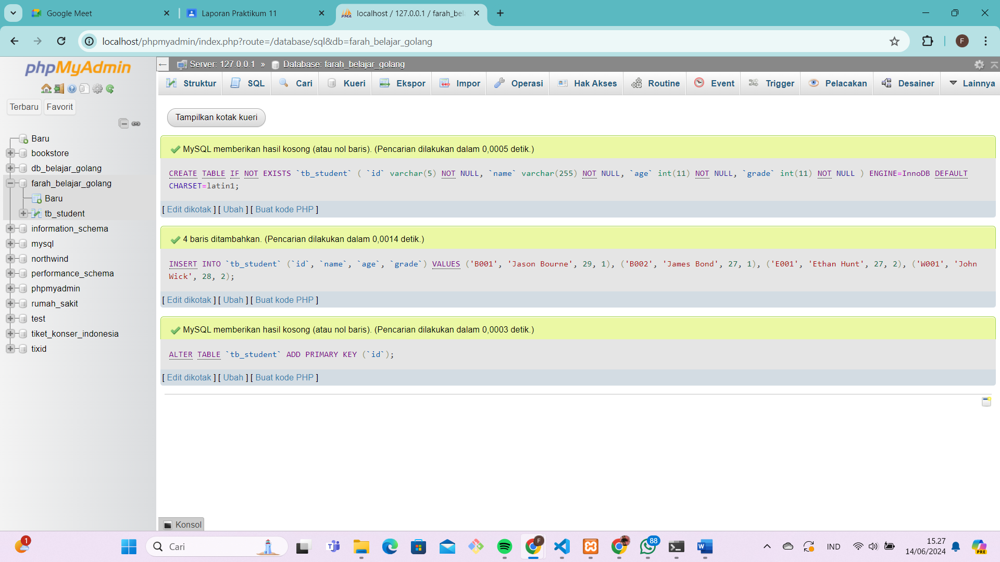 Google Meet
Laporan Praktikum 11
localhost / 127.0.0.1 / farah_bel
localhost/phpmyadmin/index.php?route=/database/sql&db=farah_belajar_golang
F
phpMyAdmin
Terbaru
Favorit
Baru
bookstore
db_belajar_golang
farah_belajar_golang
Baru
tb_student
information_schema
mysql
northwind
performance_schema
phpmyadmin
rumah_sakit
test
tiket_konser_indonesia
tixid
Server: 127.0.0.1 » Database: farah_belajar_golang
Struktur SQL Cari Kueri Ekspor Impor Operasi Hak Akses Routine Event Trigger Pelacakan Desainer Lainnya
Tampilkan kotak kueri
MySQL memberikan hasil kosong (atau nol baris). (Pencarian dilakukan dalam 0,0005 detik.)
CREATE TABLE IF NOT EXISTS `tb_student` ( `id` varchar(5) NOT NULL, `name` varchar(255) NOT NULL, `age` int(11) NOT NULL, `grade` int(11) NOT NULL ) ENGINE=InnoDB DEFAULT
CHARSET=latin1;
[ Edit dikotak ] [ Ubah ] [ Buat kode PHP ]
4 baris ditambahkan. (Pencarian dilakukan dalam 0,0014 detik.)
INSERT INTO `tb_student` (`id`, `name`, `age`, `grade`) VALUES ('B001', 'Jason Bourne', 29, 1), ('B002', 'James Bond', 27, 1), ('E001', 'Ethan Hunt', 27, 2), ('W001', 'John
Wick', 28, 2);
[ Edit dikotak ] [ Ubah ] [ Buat kode PHP ]
MySQL memberikan hasil kosong (atau nol baris). (Pencarian dilakukan dalam 0,0003 detik.)
ALTER TABLE `tb_student` ADD PRIMARY KEY (`id`);
[ Edit dikotak ] [ Ubah ] [ Buat kode PHP ]
Konsol
1
Cari
F
88
IND
15.27
14/06/2024
PRE